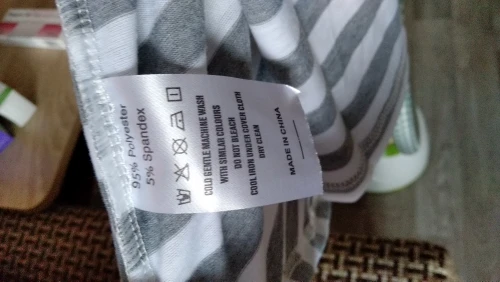 95% Polyester
5% Spandex
COLD GENTLE MACHINE WASH
WITH SIMILAR COLOURS
DO NOT BLEACH
COOL IRON UNDER COVER CLOTH
DRY CLEAN
MADE IN CHINA